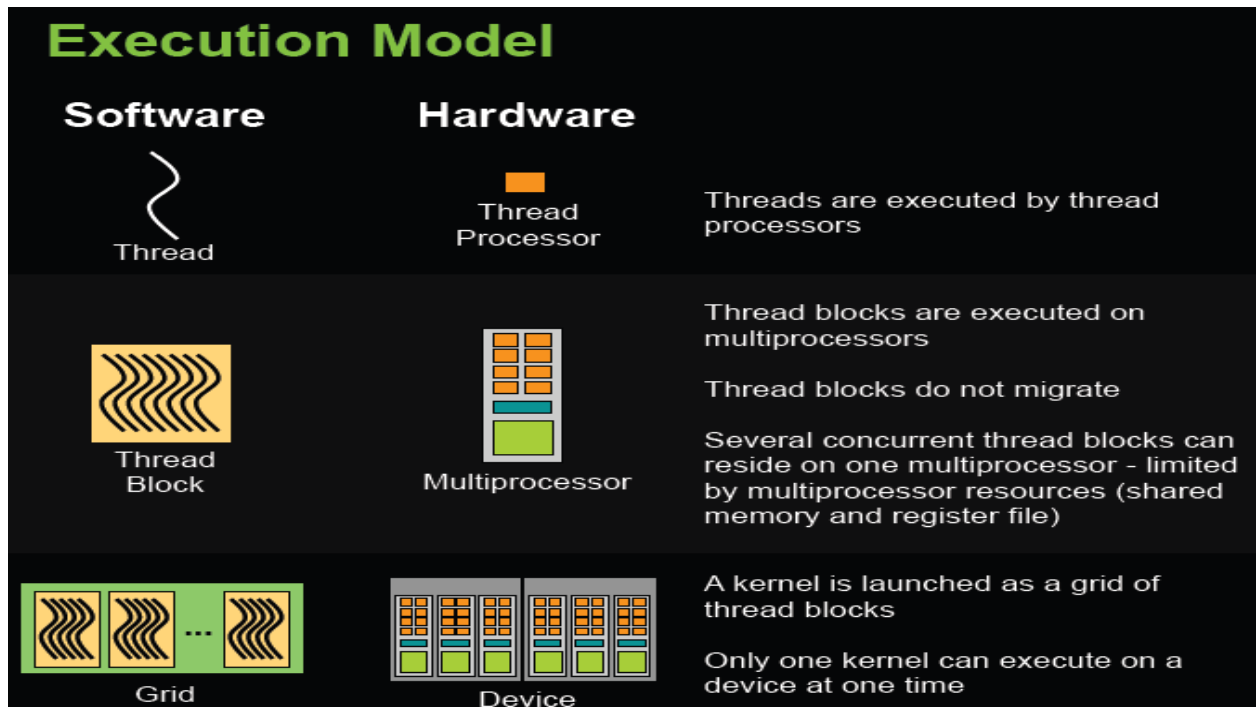 Execution Model
Software
Hardware
Thread
Thread
Processor
Threads are executed by thread
processors
Thread
Block
Multiprocessor
Thread blocks are executed on
multiprocessors
Thread blocks do not migrate
Several concurrent thread blocks can
reside on one multiprocessor - limited
by multiprocessor resources (shared
memory and register file)
...
Grid
Device
A kernel is launched as a grid of
thread blocks
Only one kernel can execute on a
device at one time